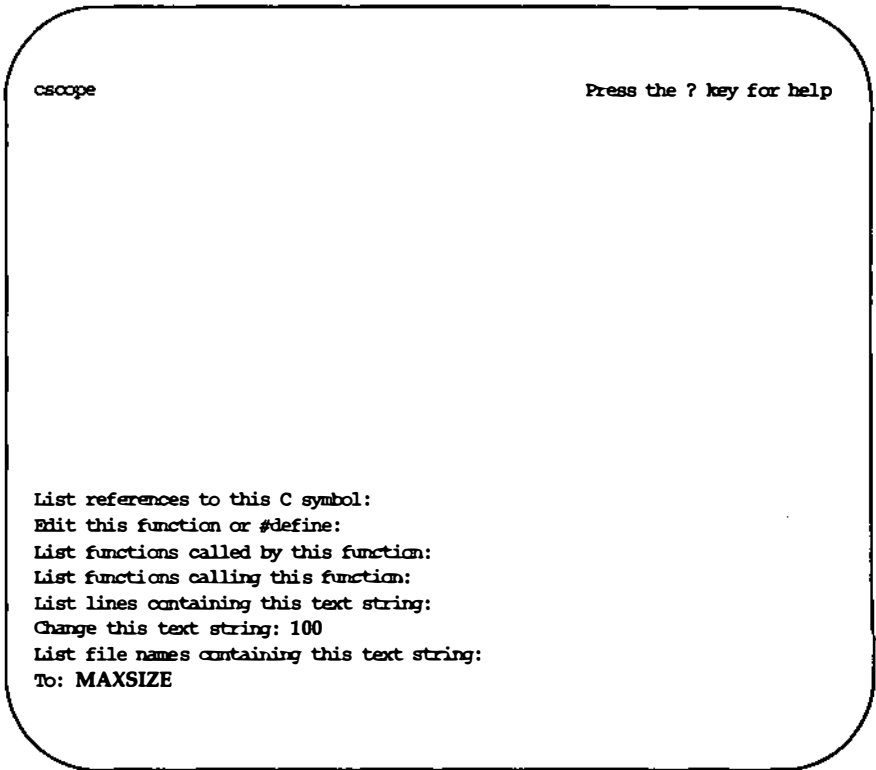 cscope Press the ? key for help
List references to this C symbol:
Edit this function or #define:
List functions called by this function:
List functions calling this function:
List lines containing this text string:
Change this text string: 100
List file names containing this text string:
To: MAXSIZE